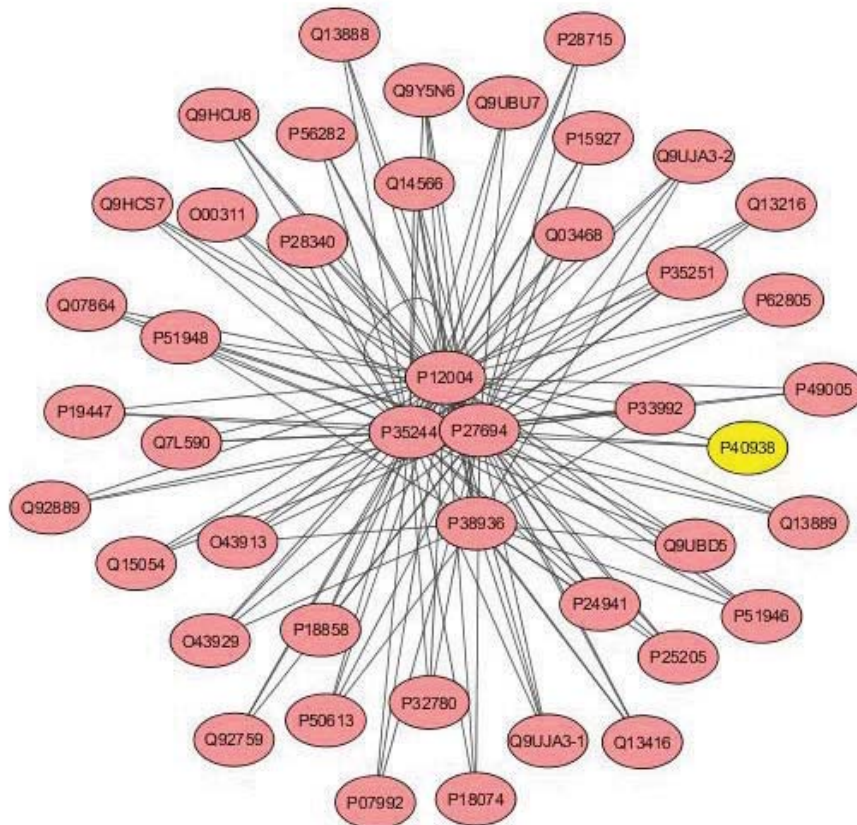 Q13888
P28715
Q9Y5N6
Q9UBU7
Q9HCU8
P56282
P15927
Q9UJA3-2
Q14566
Q9HCS7
O00311
Q13216
P28340
Q03468
P35251
Q07864
P62805
P51948
P12004
P49005
P19447
P33992
Q7L590
P35244
P27694
P40938
Q92889
P38936
Q13889
O43913
Q9UBD5
Q15054
P24941
P51946
O43929
P18858
P25205
P32780
P50613
Q92759
Q9UJA3-1
Q13416
P07992
P18074